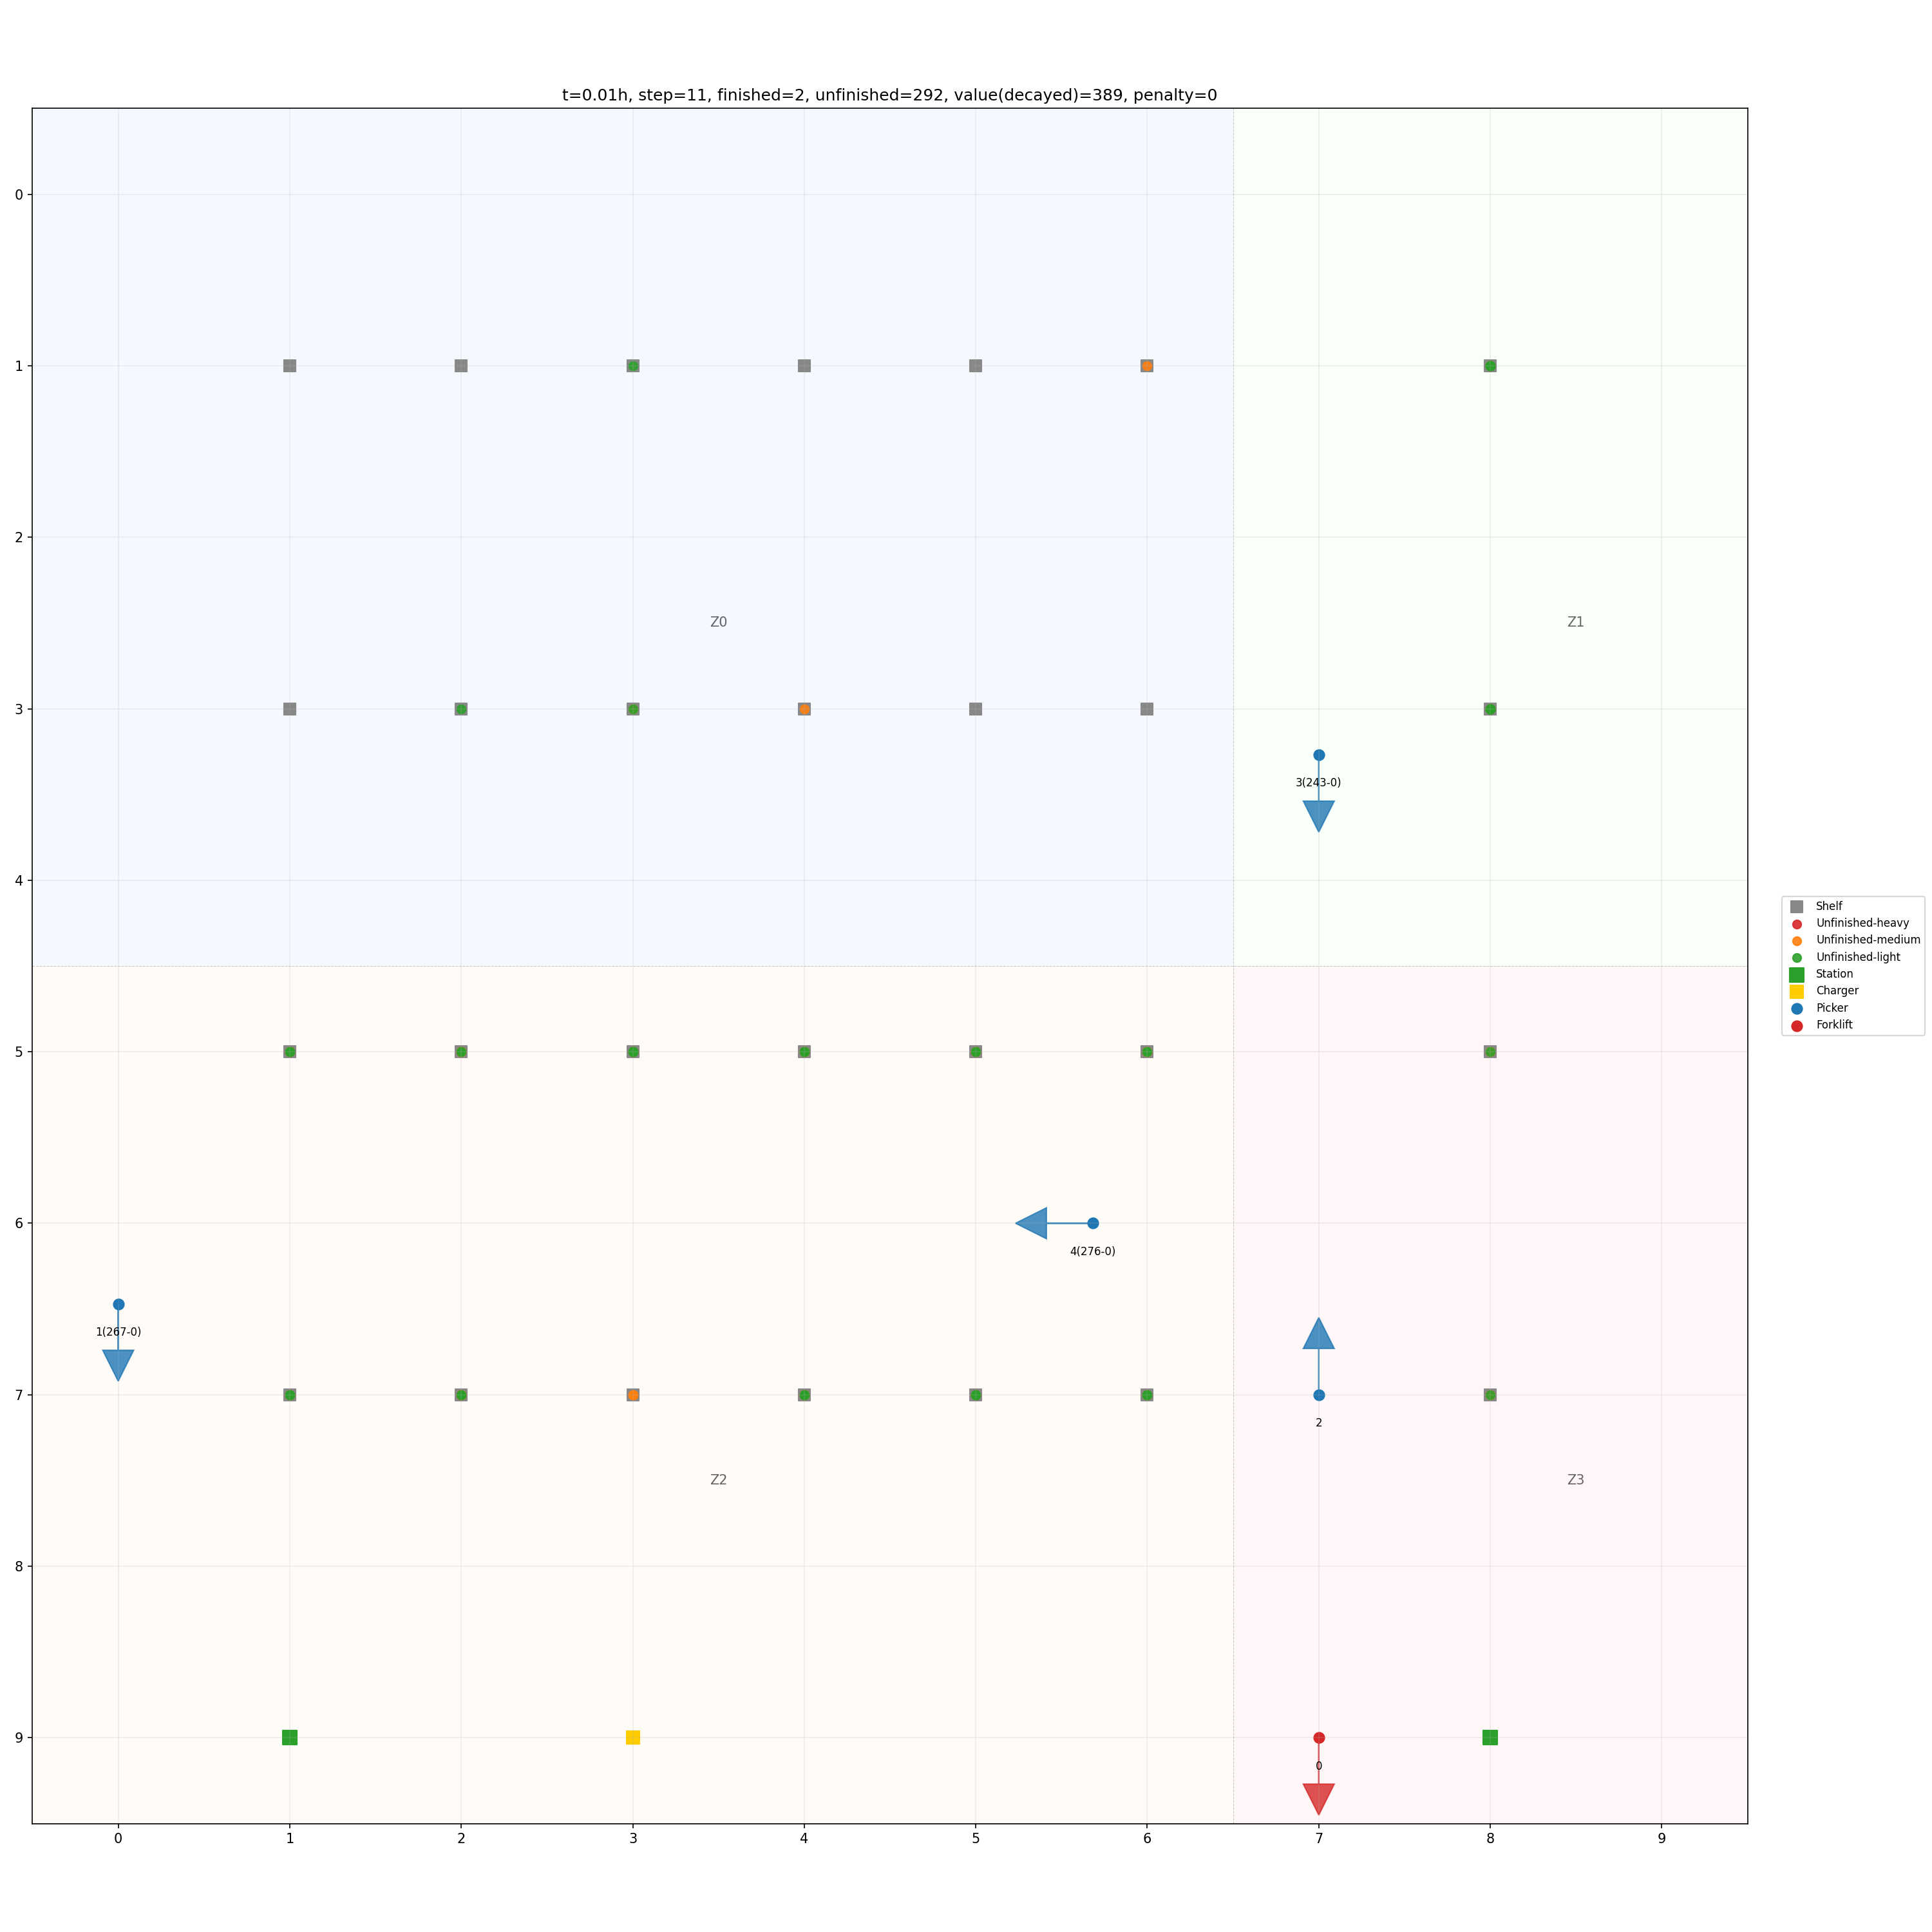 t=0.01h, step=11, finished=2, unfinished=292, value(decayed)=389, penalty=0
0
1
2
Z0
Z1
3
3(243-0)
4
Shelf
Unfinished-heavy
Unfinished-medium
Unfinished-light
Station
Charger
Picker
Forklift
5
6
4(276-0)
1(267-0)
7
2
Z2
Z3
8
9
0
0 1 2 3 4 5 6 7 8 9